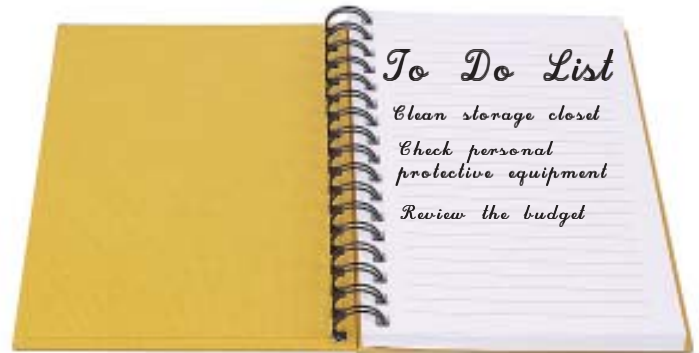 To Do List
Clean storage closet
Check personal
protective equipment
Review the budget